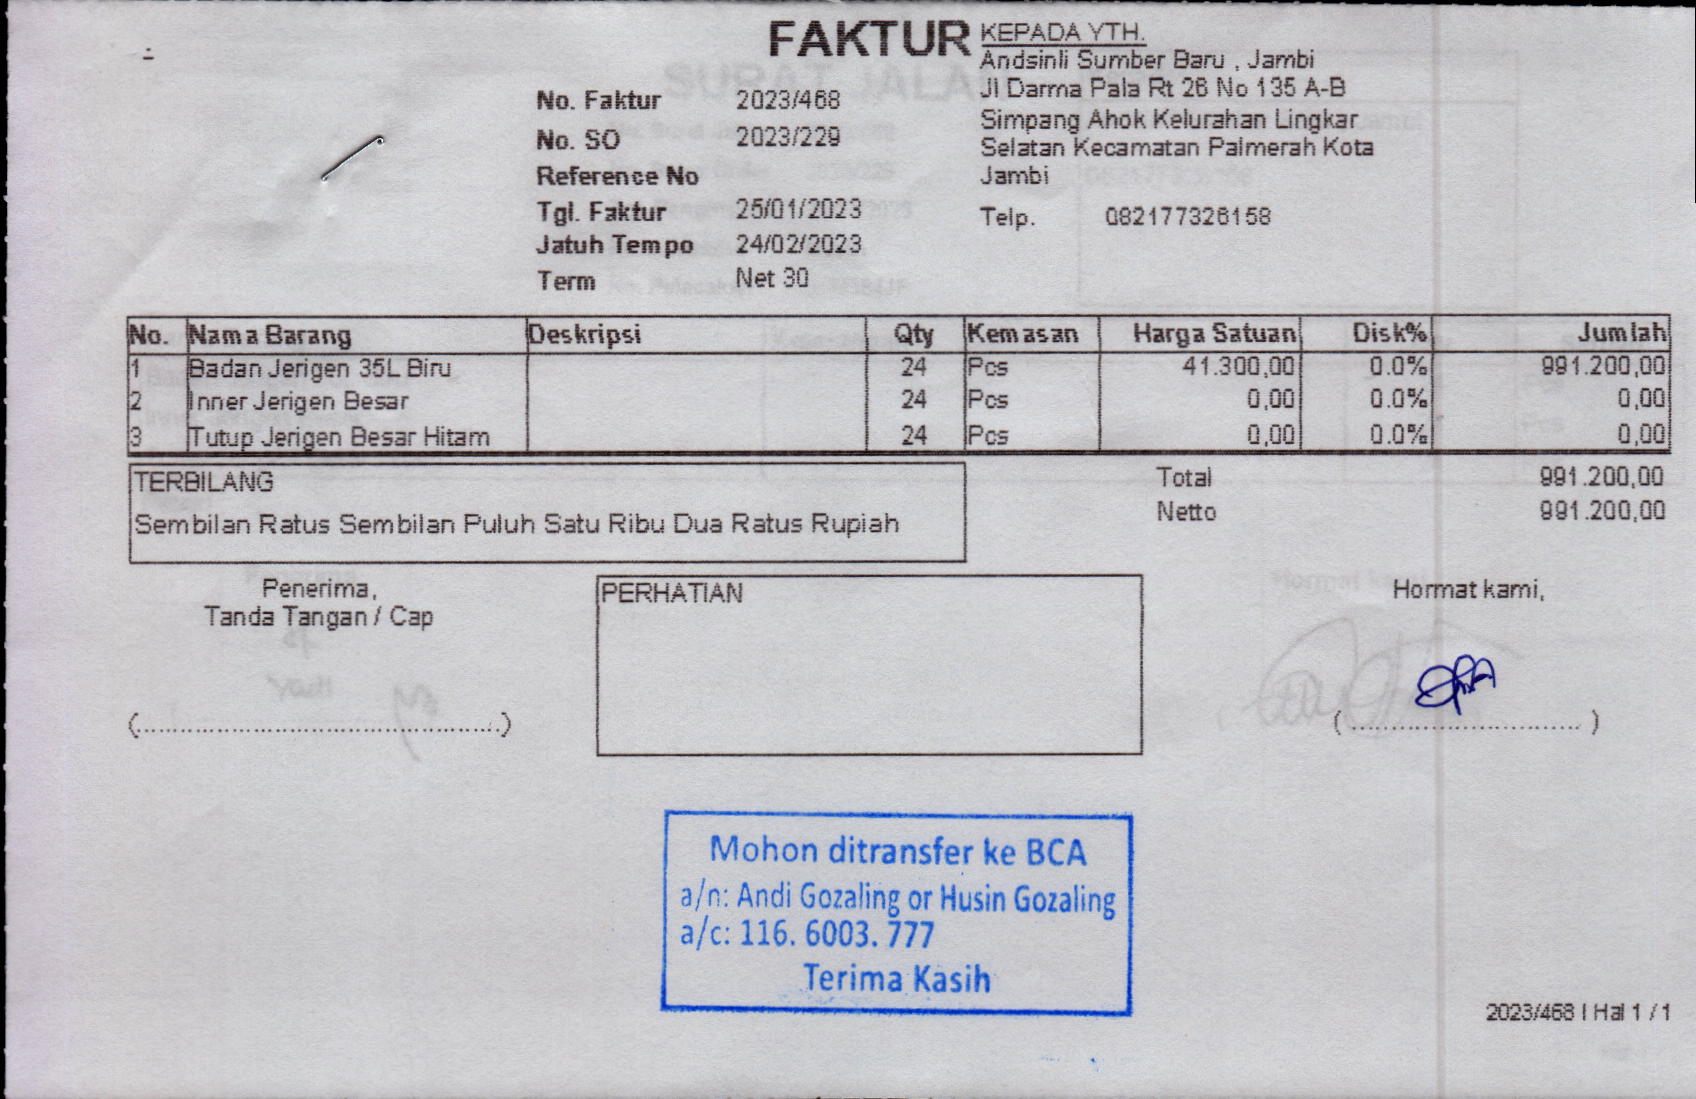 FAKTUR
KEPADA YTH.
Andsinli Sumber Baru , Jambi
Jl Darma Pala Rt 26 No 135 A-B
Simpang Ahok Kelurahan Lingkar
Selatan Kecamatan Palmerah Kota
Jambi
Telp. 082177326158
No. Faktur 2023/468
No. SO 2023/229
Reference No
Tgl. Faktur 25/01/2023
Jatuh Tempo 24/02/2023
Term Net 30
No. Nama Barang Deskripsi Qty Kemasan Harga Satuan Disk% Jumlah
1 Badan Jerigen 35L Biru 24 Pcs 41.300,00 0.0% 991.200,00
2 Inner Jerigen Besar 24 Pcs 0,00 0.0% 0,00
3 Tutup Jerigen Besar Hitam 24 Pcs 0,00 0.0% 0,00
TERBILANG
Sembilan Ratus Sembilan Puluh Satu Ribu Dua Ratus Rupiah
Total 991.200,00
Netto 991.200,00
Penerima,
Tanda Tangan / Cap
(..............................................)
PERHATIAN
Hormat kami,
( .............................. )
Mohon ditransfer ke BCA
a/n: Andi Gozaling or Husin Gozaling
a/c: 116. 6003. 777
Terima Kasih
2023/468 | Hal 1 / 1